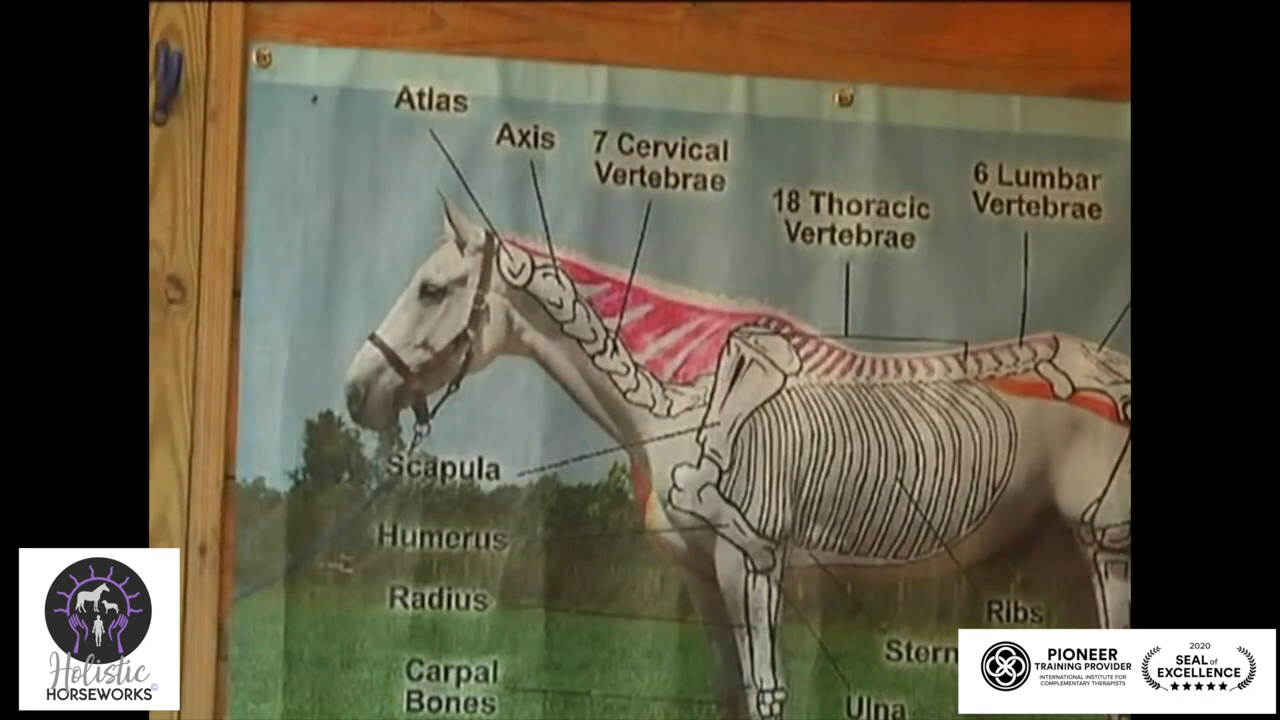 Atlas
Axis
7 Cervical
Vertebrae
18 Thoracic
Vertebrae
6 Lumbar
Vertebrae
Scapula
Humerus
Radius
Carpal
Bones
Ribs
Stern
Ulna
Holistic
HORSEWORKS©
PIONEER
TRAINING PROVIDER
INTERNATIONAL INSTITUTE FOR
COMPLEMENTARY THERAPISTS
2020
SEAL of
EXCELLENCE